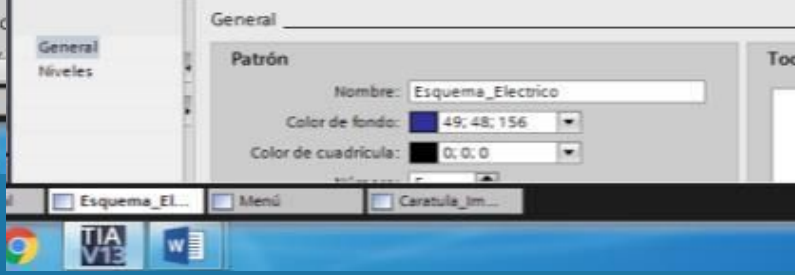 General
General
Niveles
Patrón
Nombre: Esquema_Electrico
Color de fondo: 49; 48; 156
Color de cuadrícula: 0; 0; 0
Esquema_El...
Menú
Caratula_Im...
TIA
V13
W